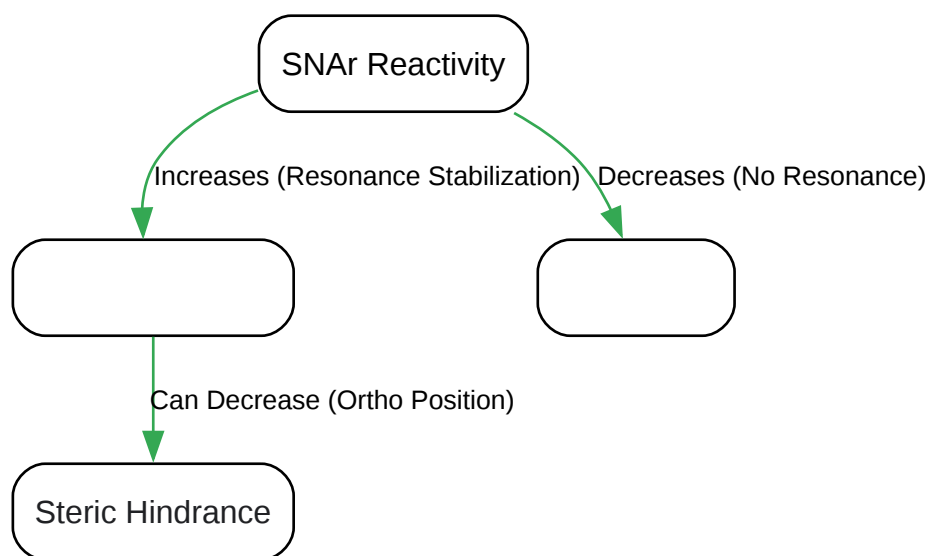 SNAr Reactivity
Increases (Resonance Stabilization)
Decreases (No Resonance)
Can Decrease (Ortho Position)
Steric Hindrance